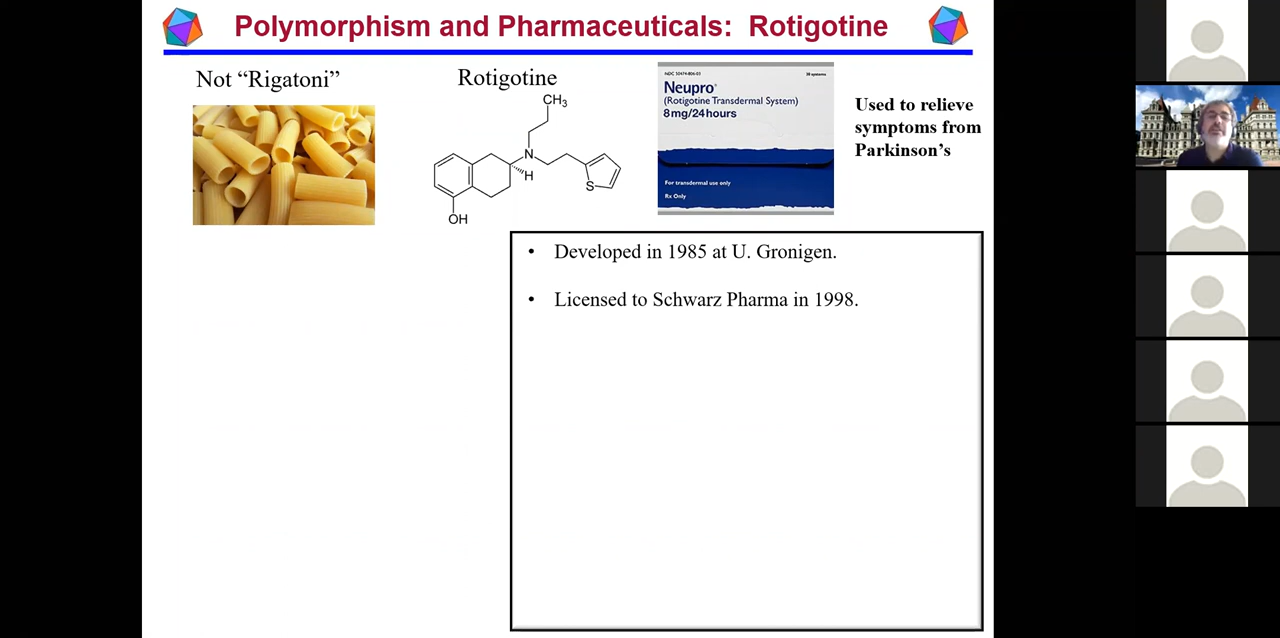 Polymorphism and Pharmaceuticals: Rotigotine
Not “Rigatoni”
Rotigotine
CH3
N
H
S
OH
NDC 50474-806-03
30 systems
Neupro®
(Rotigotine Transdermal System)
8mg/24hours
For transdermal use only
Rx Only
Used to relieve
symptoms from
Parkinson’s
• Developed in 1985 at U. Gronigen.
• Licensed to Schwarz Pharma in 1998.